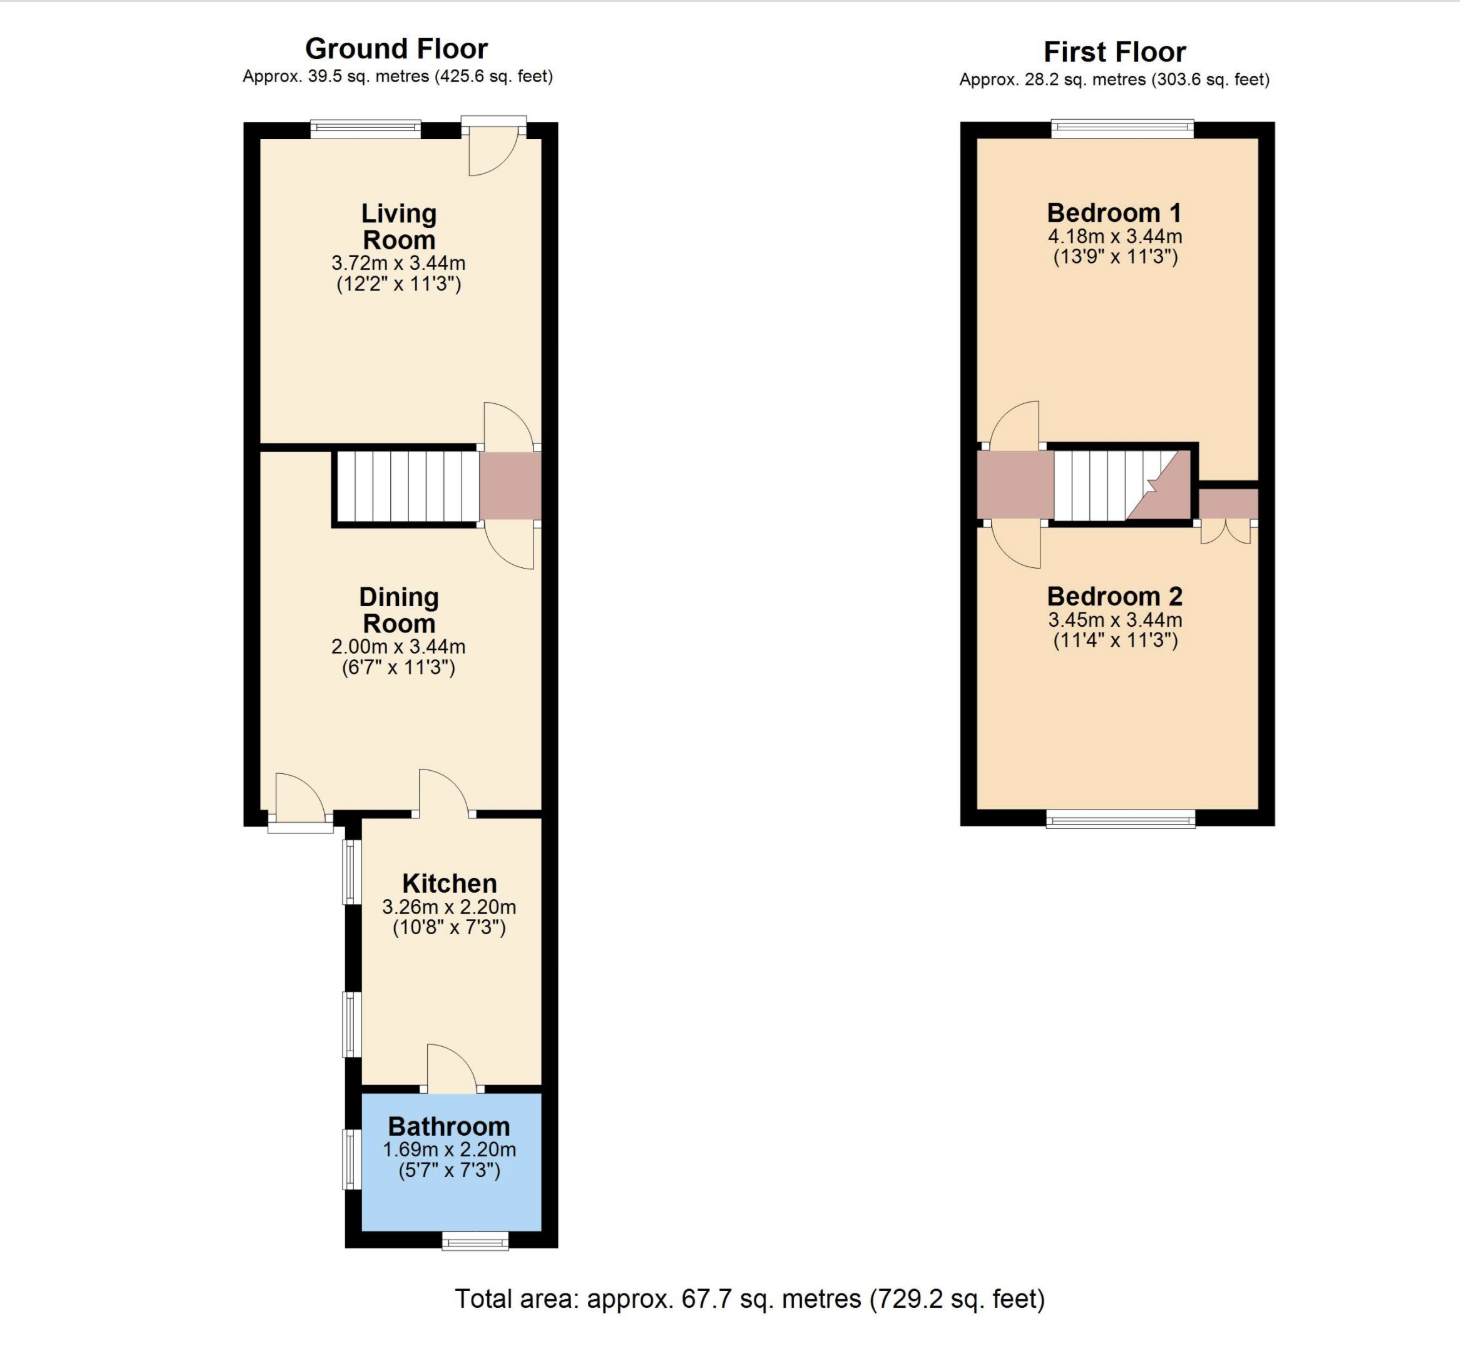 Ground Floor
Approx. 39.5 sq. metres (425.6 sq. feet)
Living
Room
3.72m x 3.44m
(12'2" x 11'3")
Dining
Room
2.00m x 3.44m
(6'7" x 11'3")
Kitchen
3.26m x 2.20m
(10'8" x 7'3")
Bathroom
1.69m x 2.20m
(5'7" x 7'3")
First Floor
Approx. 28.2 sq. metres (303.6 sq. feet)
Bedroom 1
4.18m x 3.44m
(13'9" x 11'3")
Bedroom 2
3.45m x 3.44m
(11'4" x 11'3")
Total area: approx. 67.7 sq. metres (729.2 sq. feet)